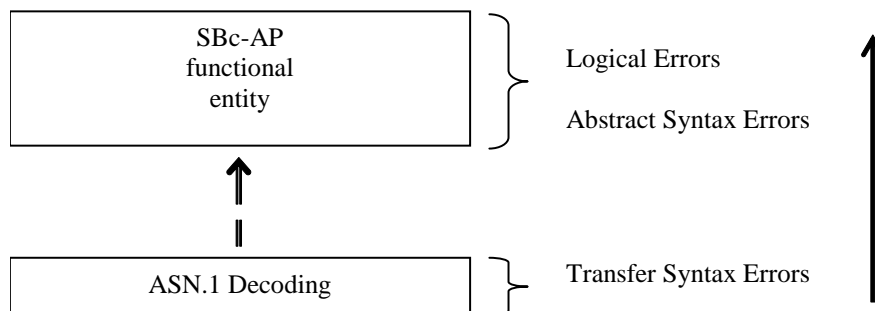 SBc-AP
functional
entity
Logical Errors
Abstract Syntax Errors
ASN.1 Decoding
Transfer Syntax Errors